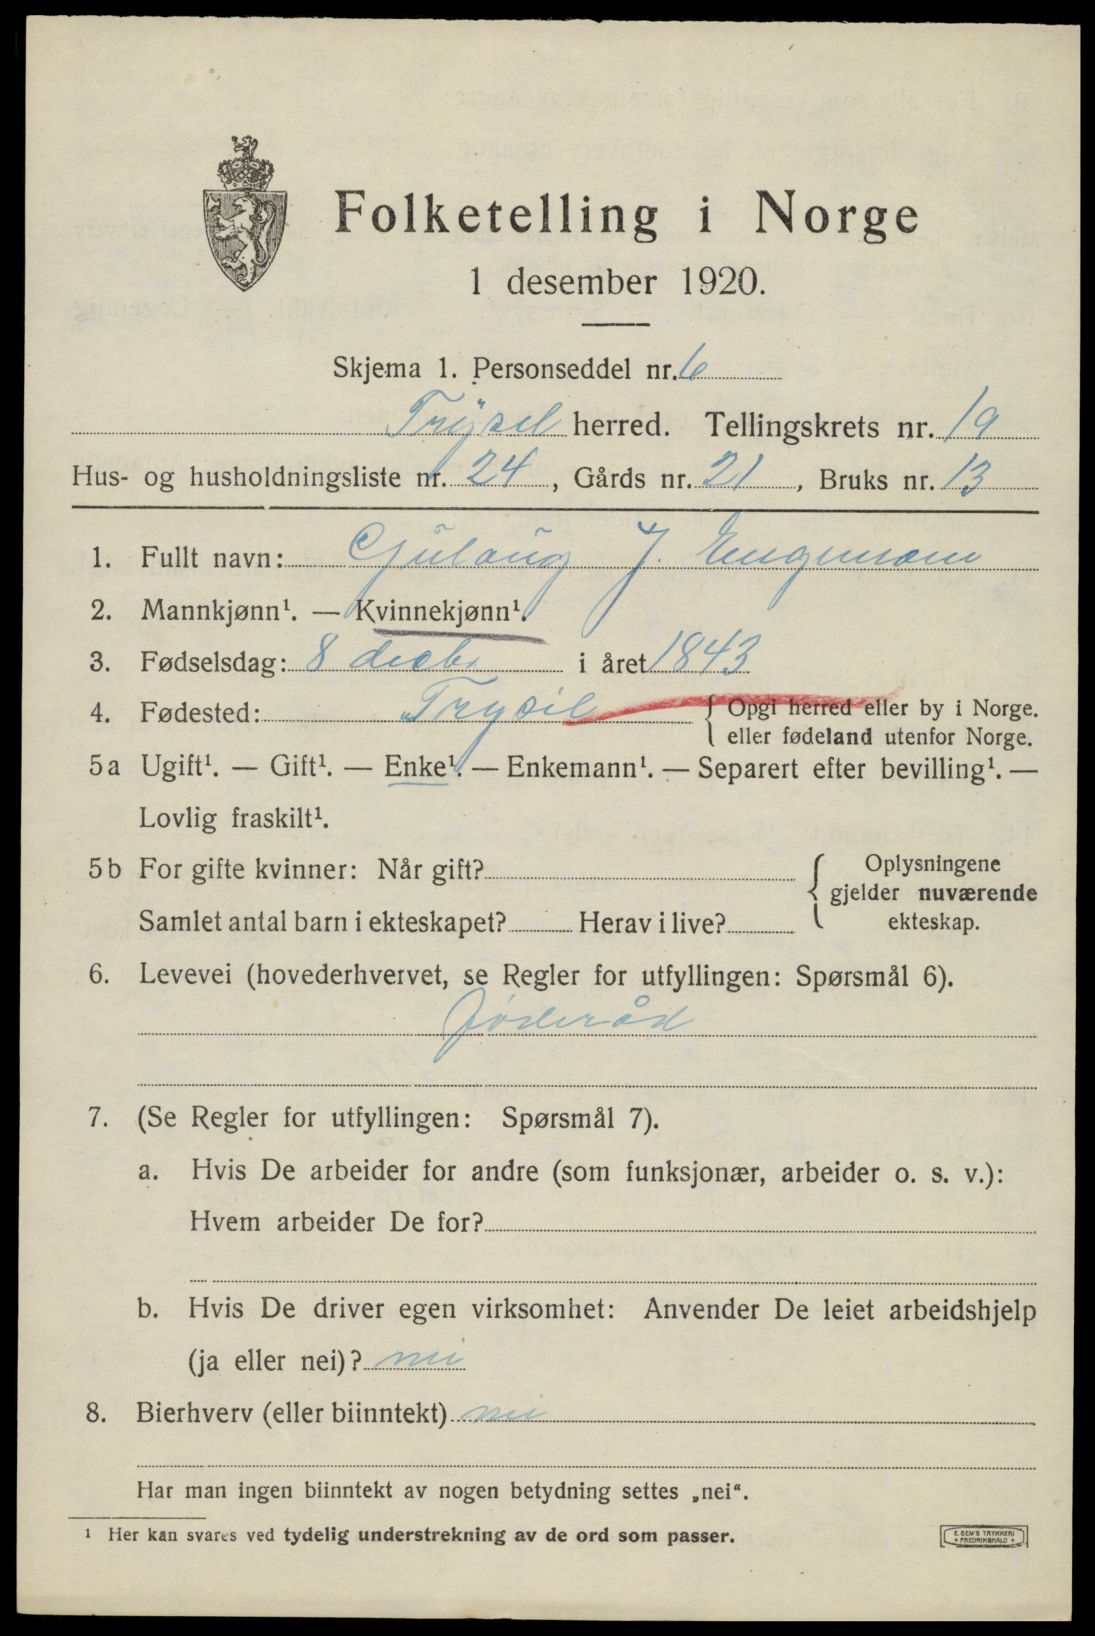 Folketelling i Norge
1 desember 1920.
Skjema 1. Personseddel nr. 6
Trysil herred. Tellingskrets nr. 19
Hus- og husholdningsliste nr. 24, Gårds nr. 21, Bruks nr. 13
1. Fullt navn: Gulaug J. Engmann
2. Mannkjønn¹. — Kvinnekjønn¹.
3. Fødselsdag: 8 decbr i året 1843
4. Fødested: Trysil { Opgi herred eller by i Norge.
eller fødeland utenfor Norge.
5a Ugift¹. — Gift¹. — Enke¹. — Enkemann¹. — Separert efter bevilling¹. —
Lovlig fraskilt¹.
5b For gifte kvinner: Når gift? { Oplysningene
gjelder nuværende
Samlet antal barn i ekteskapet? Herav i live? ekteskap.
6. Levevei (hovederhvervet, se Regler for utfyllingen: Spørsmål 6).
Föderåd
7. (Se Regler for utfyllingen: Spørsmål 7).
a. Hvis De arbeider for andre (som funksjonær, arbeider o. s. v.):
Hvem arbeider De for?
b. Hvis De driver egen virksomhet: Anvender De leiet arbeidshjelp
(ja eller nei)? nei
8. Bierhverv (eller biinntekt) nei
Har man ingen biinntekt av nogen betydning settes „nei“.
¹ Her kan svares ved tydelig understrekning av de ord som passer.
E. SEM'S TRYKKERI
FREDRIKSHALD